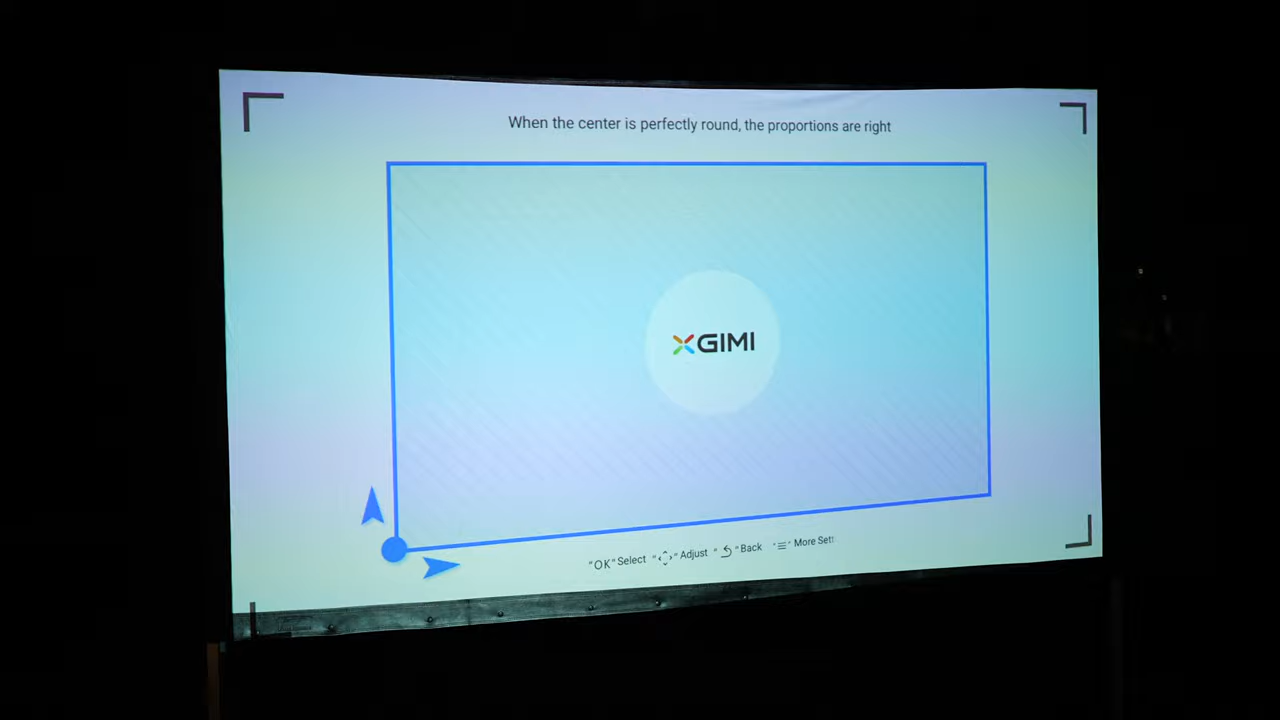 When the center is perfectly round, the proportions are right
XGIMI
"OK" Select " " Adjust " " Back "☰" More Set